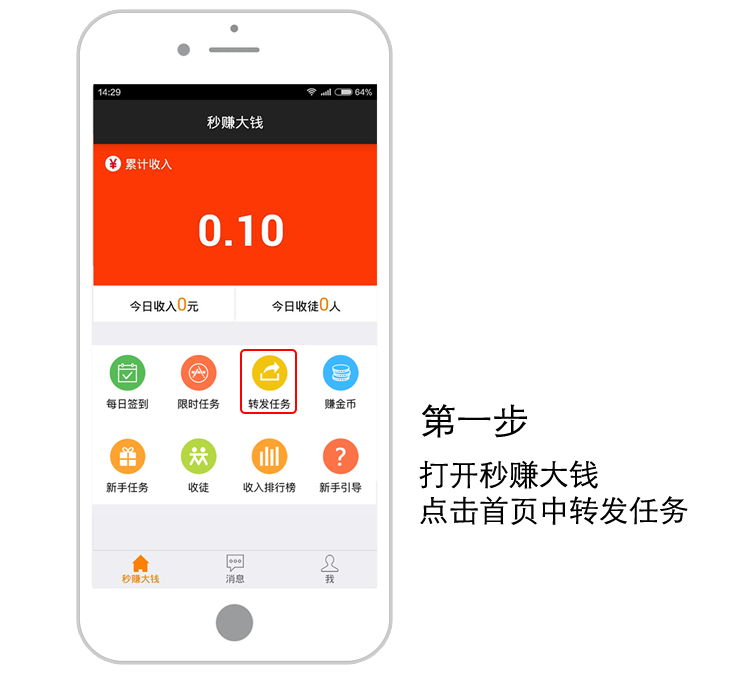 14:29 64%
秒赚大钱
¥ 累计收入
0.10
今日收入0元 今日收徒0人
每日签到 限时任务 转发任务 赚金币
新手任务 收徒 收入排行榜 新手引导
秒赚大钱 消息 我
第一步
打开秒赚大钱
点击首页中转发任务